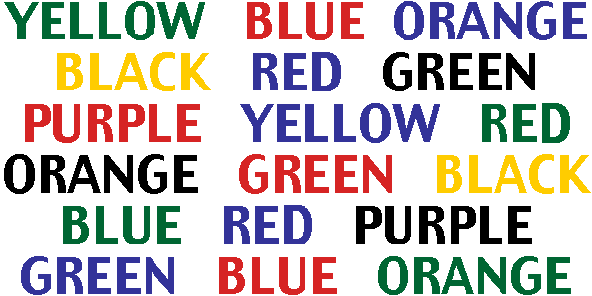 YELLOW BLUE ORANGE
BLACK RED GREEN
PURPLE YELLOW RED
ORANGE GREEN BLACK
BLUE RED PURPLE
GREEN BLUE ORANGE